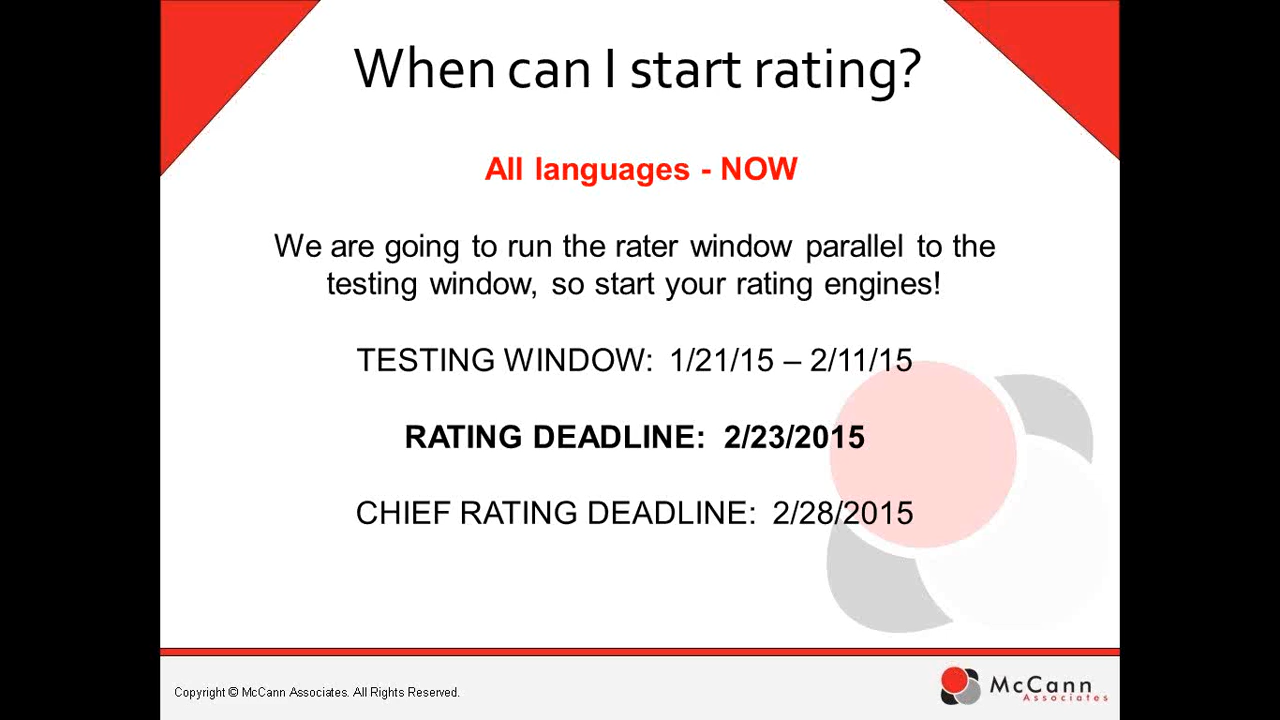 When can I start rating?
All languages - NOW
We are going to run the rater window parallel to the
testing window, so start your rating engines!
TESTING WINDOW: 1/21/15 – 2/11/15
RATING DEADLINE: 2/23/2015
CHIEF RATING DEADLINE: 2/28/2015
Copyright © McCann Associates. All Rights Reserved.
McCann
Associates